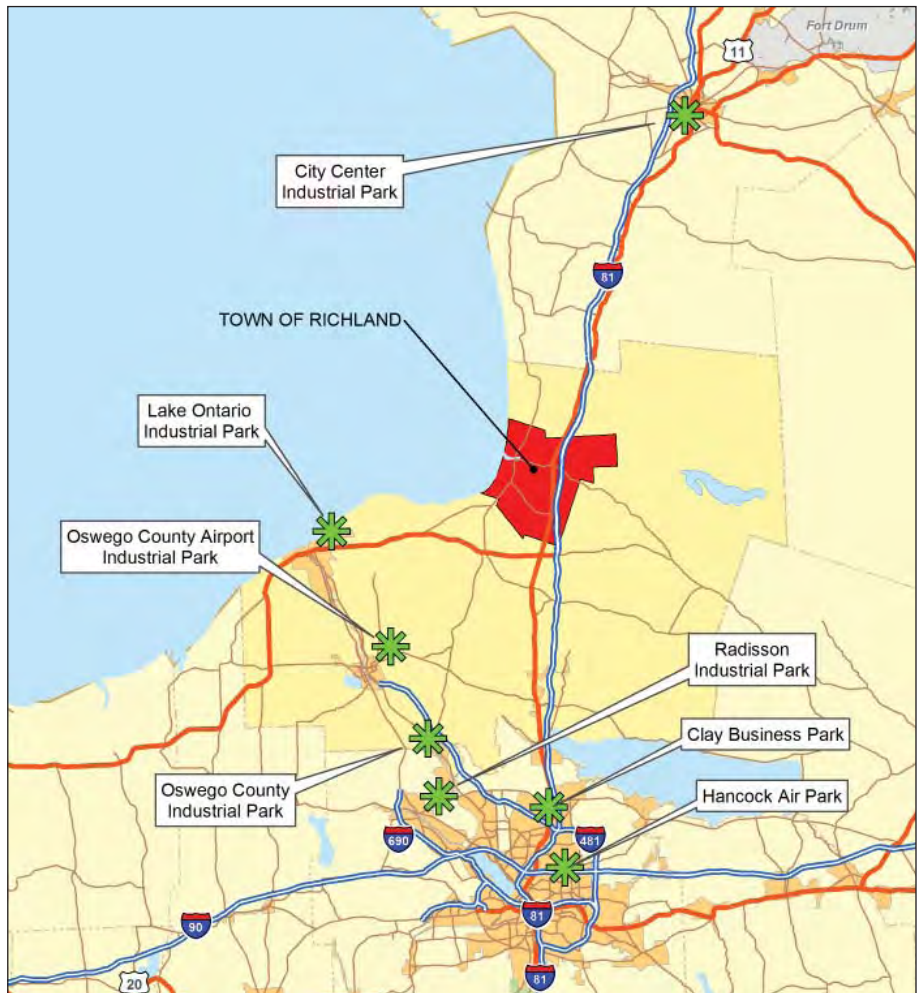 Fort Drum
11
City Center
Industrial Park
81
TOWN OF RICHLAND
Lake Ontario
Industrial Park
Oswego County Airport
Industrial Park
Radisson
Industrial Park
Clay Business Park
Oswego County
Industrial Park
Hancock Air Park
690
481
81
90
81
20